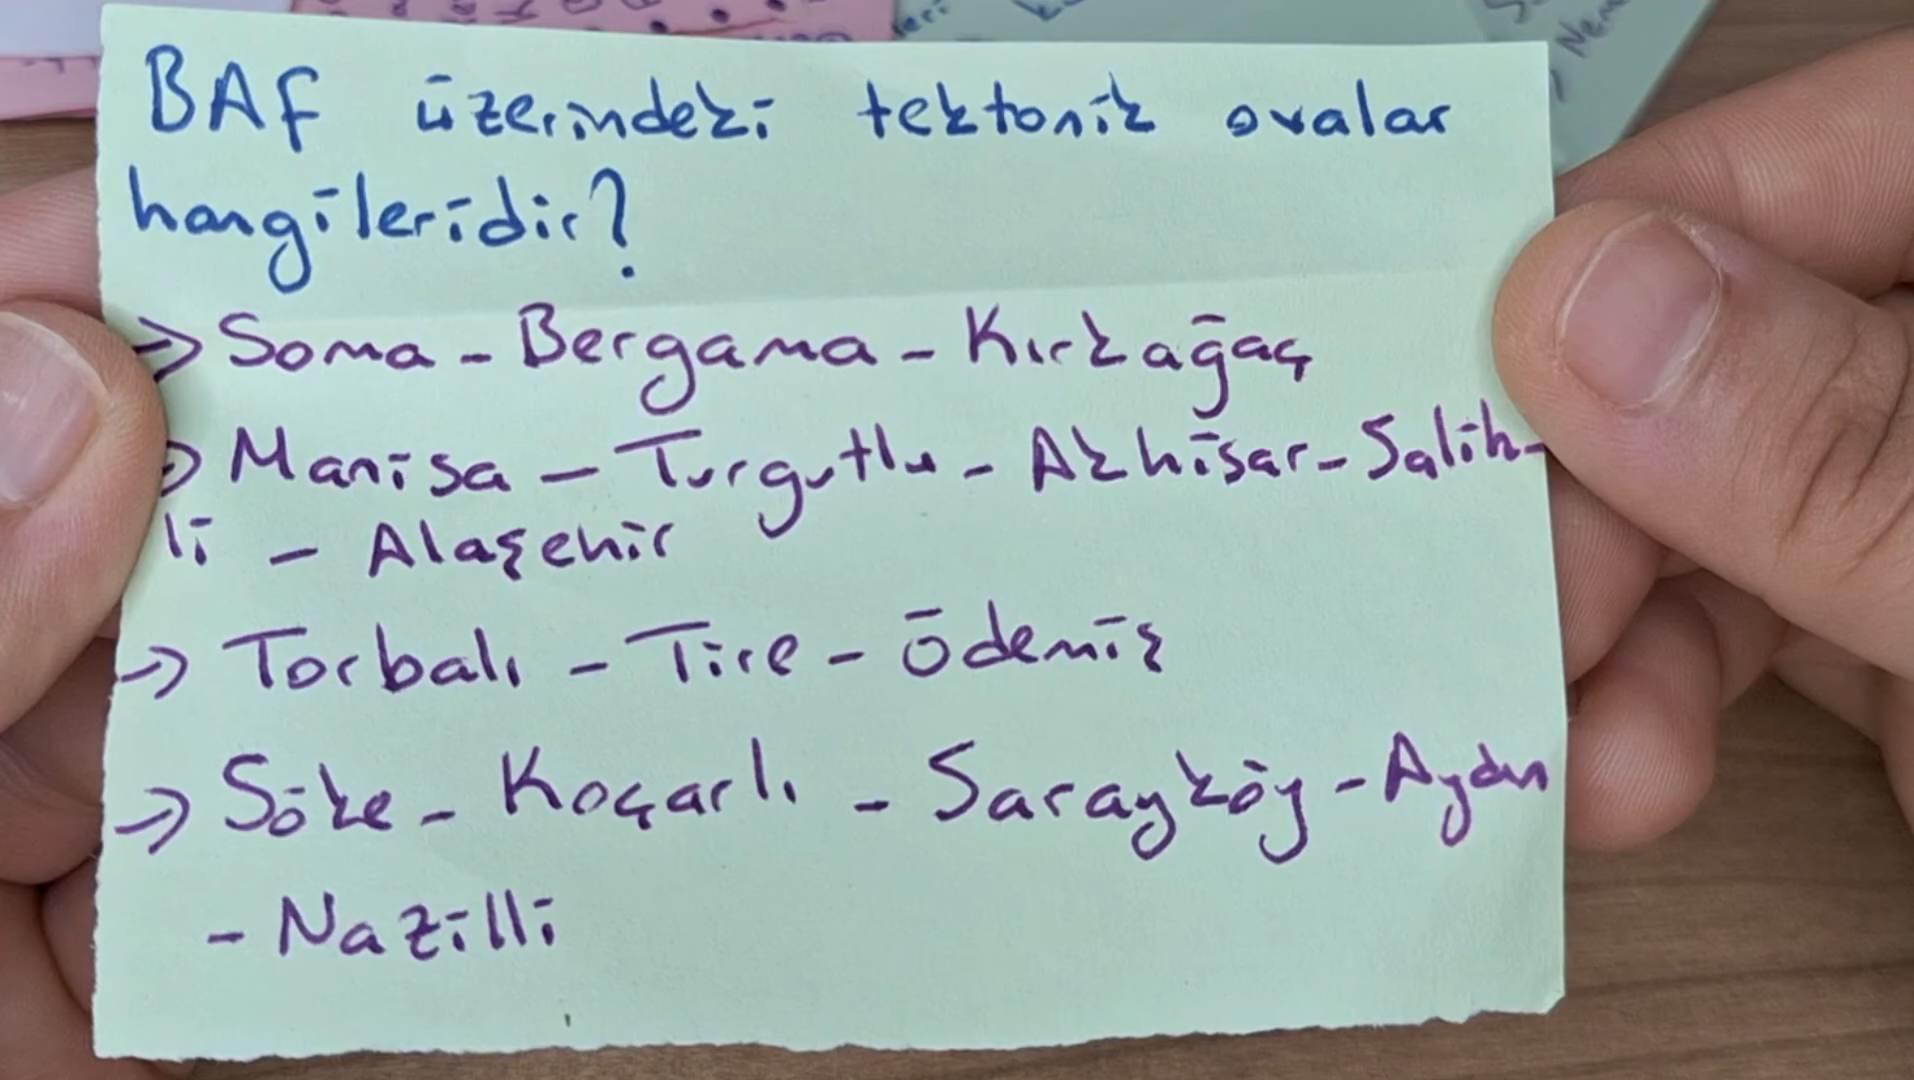 BAF üzerindeki tektonik ovalar
hangileridir?
→ Soma - Bergama - Kırkağaç
→ Manisa - Turgutlu - Akhisar - Salih-
li - Alaşehir
→ Torbalı - Tire - Ödemiş
→ Söke - Koçarlı - Sarayköy - Aydın
- Nazilli